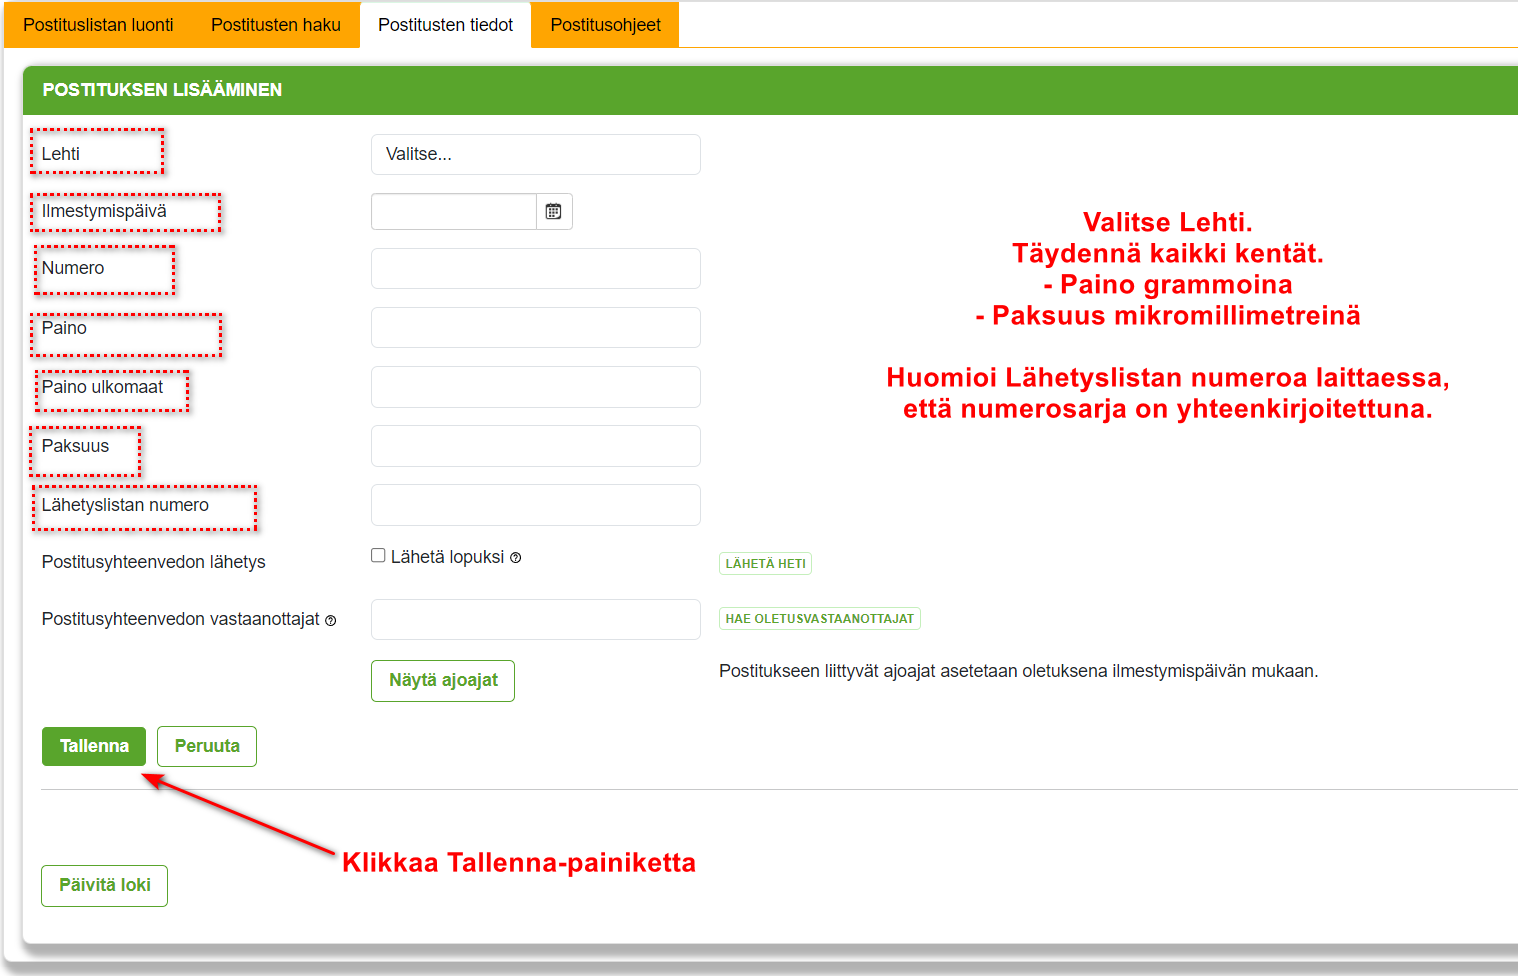 Postituslistan luonti Postitusten haku Postitusten tiedot Postitusohjeet
POSTITUKSEN LISÄÄMINEN
Lehti Valitse...
Ilmestymispäivä
Numero
Paino
Paino ulkomaat
Paksuus
Lähetyslistan numero
Valitse Lehti.
Täydennä kaikki kentät.
- Paino grammoina
- Paksuus mikromillimetreinä
Huomioi Lähetyslistan numeroa laittaessa,
että numerosarja on yhteenkirjoitettuna.
Postitusyhteenvedon lähetys Lähetä lopuksi LÄHETÄ HETI
Postitusyhteenvedon vastaanottajat HAE OLETUSVASTAANOTTAJAT
Näytä ajoajat Postitukseen liittyvät ajoajat asetetaan oletuksena ilmestymispäivän mukaan.
Tallenna Peruuta
Klikkaa Tallenna-painiketta
Päivitä loki